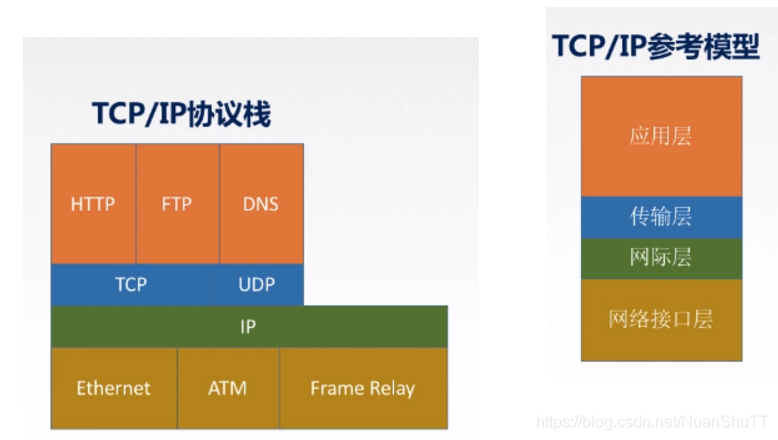 TCP/IP协议栈
HTTP FTP DNS
TCP UDP
IP
Ethernet ATM Frame Relay
TCP/IP参考模型
应用层
传输层
网际层
网络接口层
https://blog.csdn.net/NuanShuTT